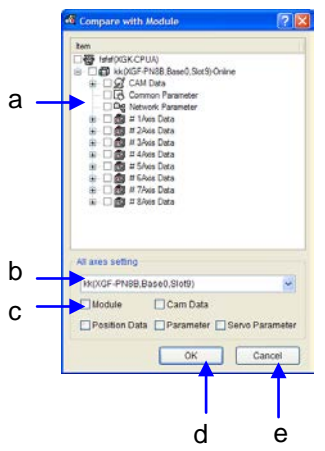 Compare with Module
Item
fsfsf(XGK-CPUA)
kk(XGF-PN8B,Base0,Slot9)-Online
CAM Data
Common Parameter
Network Parameter
# 1Axis Data
# 2Axis Data
# 3Axis Data
# 4Axis Data
# 5Axis Data
# 6Axis Data
# 7Axis Data
# 8Axis Data
a
All axes setting
b
kk(XGF-PN8B,Base0,Slot9)
c
Module Cam Data
Position Data Parameter Servo Parameter
OK Cancel
d e